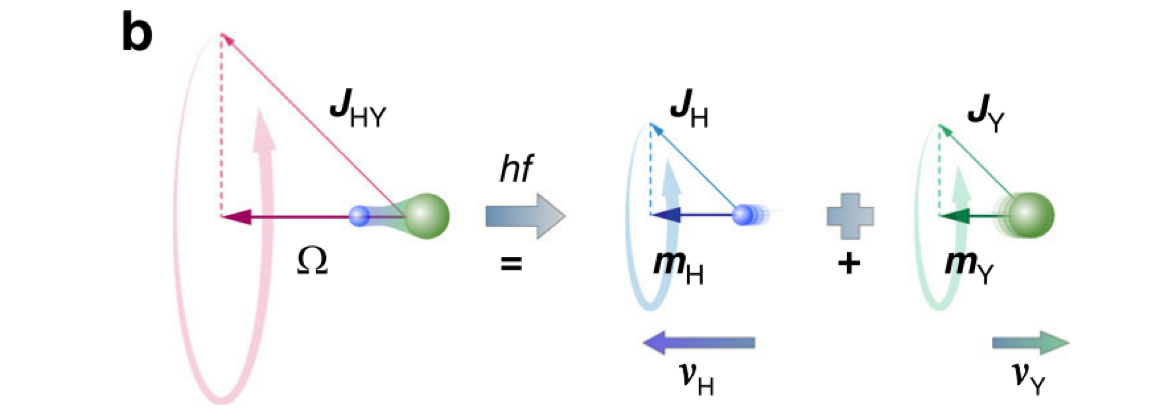 b
J_HY
Ω
hf
=
J_H
m_H
v_H
+
J_Y
m_Y
v_Y